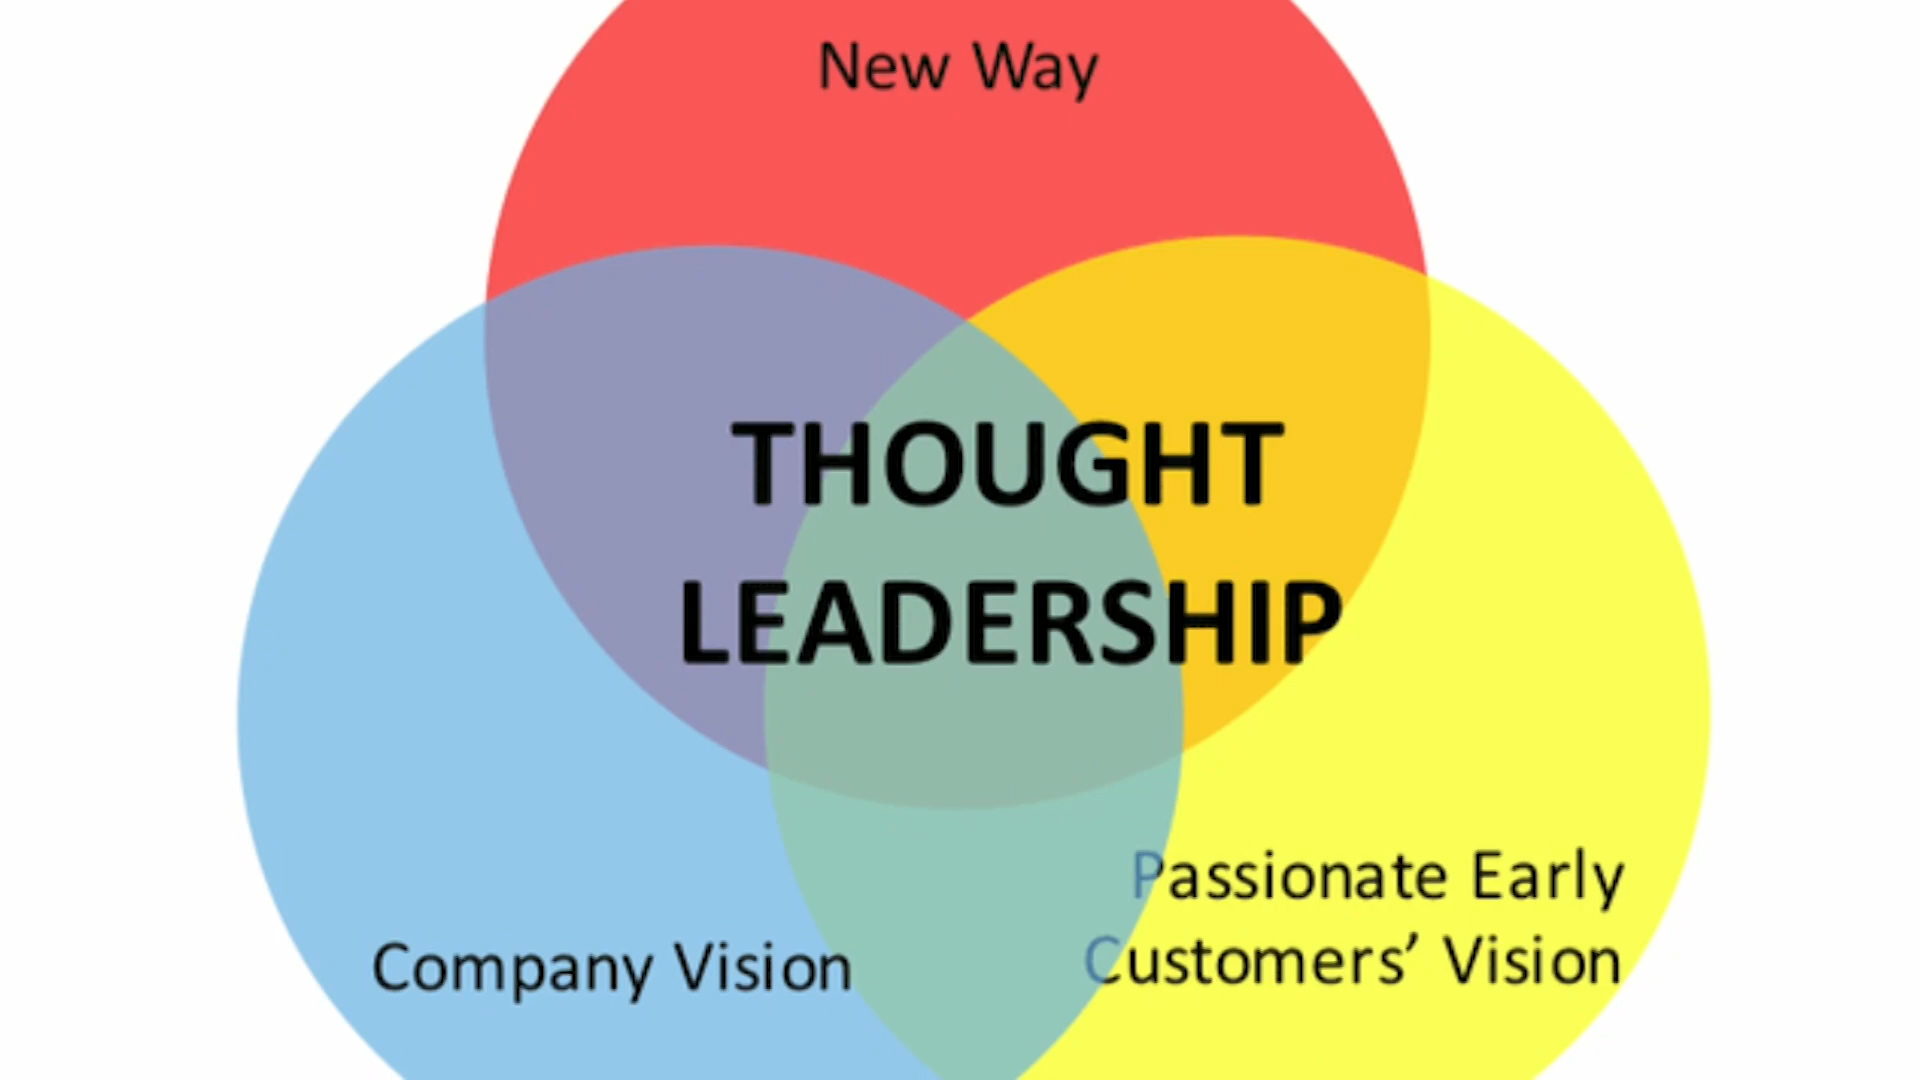 New Way
THOUGHT
LEADERSHIP
Passionate Early
Customers’ Vision
Company Vision